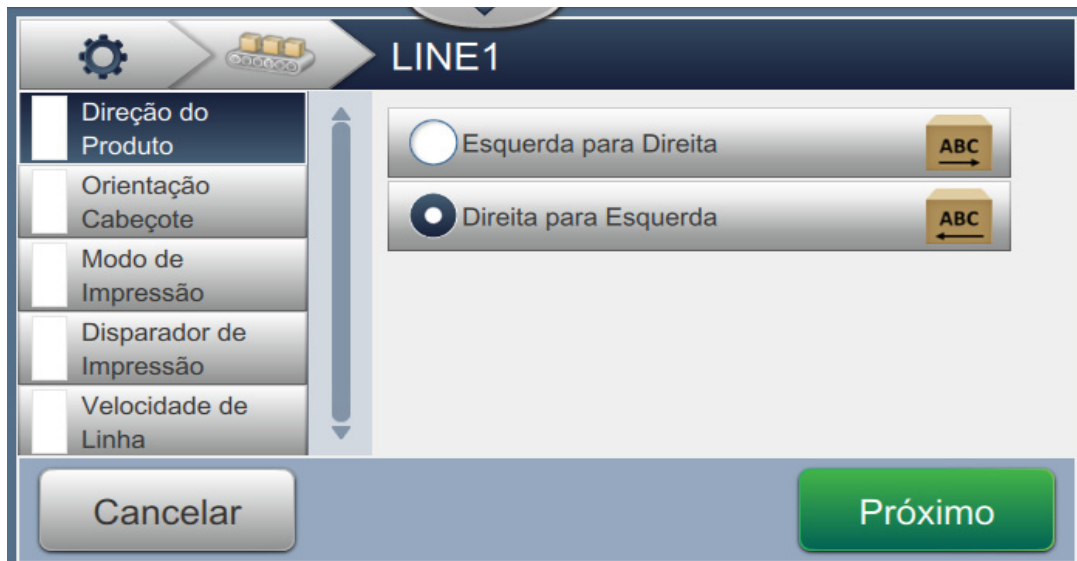 LINE1
Direção do
Produto
Orientação
Cabeçote
Modo de
Impressão
Disparador de
Impressão
Velocidade de
Linha
Esquerda para Direita
ABC
Direita para Esquerda
ABC
Cancelar
Próximo